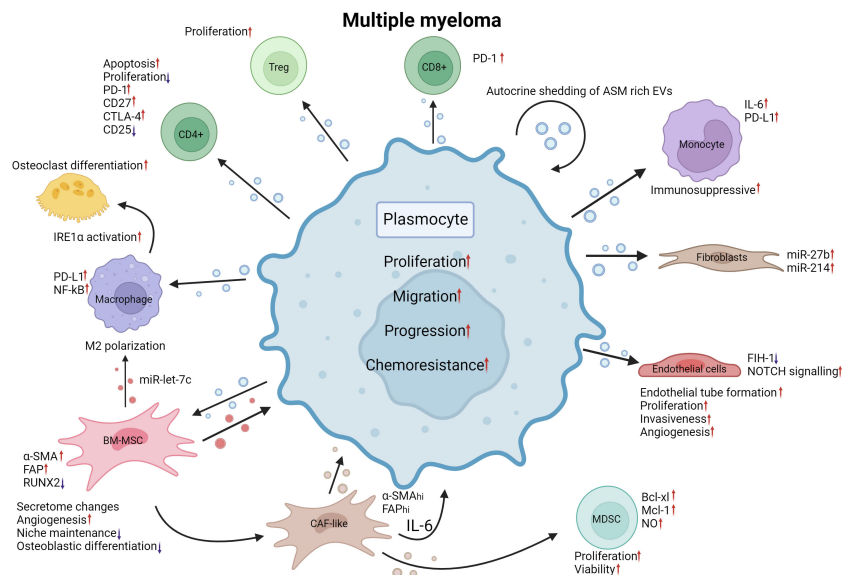 Multiple myeloma
Proliferation↑
Treg
CD8+
PD-1 ↑
Apoptosis↑
Proliferation↓
PD-1↑
CD27↑
CTLA-4↑
CD25↓
CD4+
Autocrine shedding of ASM rich EVs
Monocyte
IL-6↑
PD-L1↑
Immunosuppressive↑
Osteoclast differentiation↑
IRE1α activation↑
PD-L1↑
NF-kB↑
Macrophage
M2 polarization
miR-let-7c
Plasmocyte
Proliferation↑
Migration↑
Progression↑
Chemoresistance↑
Fibroblasts
miR-27b↑
miR-214↑
Endothelial cells
FIH-1↓
NOTCH signalling↑
Endothelial tube formation↑
Proliferation↑
Invasiveness↑
Angiogenesis↑
BM-MSC
α-SMA↑
FAP↑
RUNX2↓
Secretome changes
Angiogenesis↑
Niche maintenance↓
Osteoblastic differentiation↓
CAF-like
α-SMAhi
FAPhi
IL-6
MDSC
Bcl-xl↑
Mcl-1↑
NO↑
Proliferation↑
Viability↑